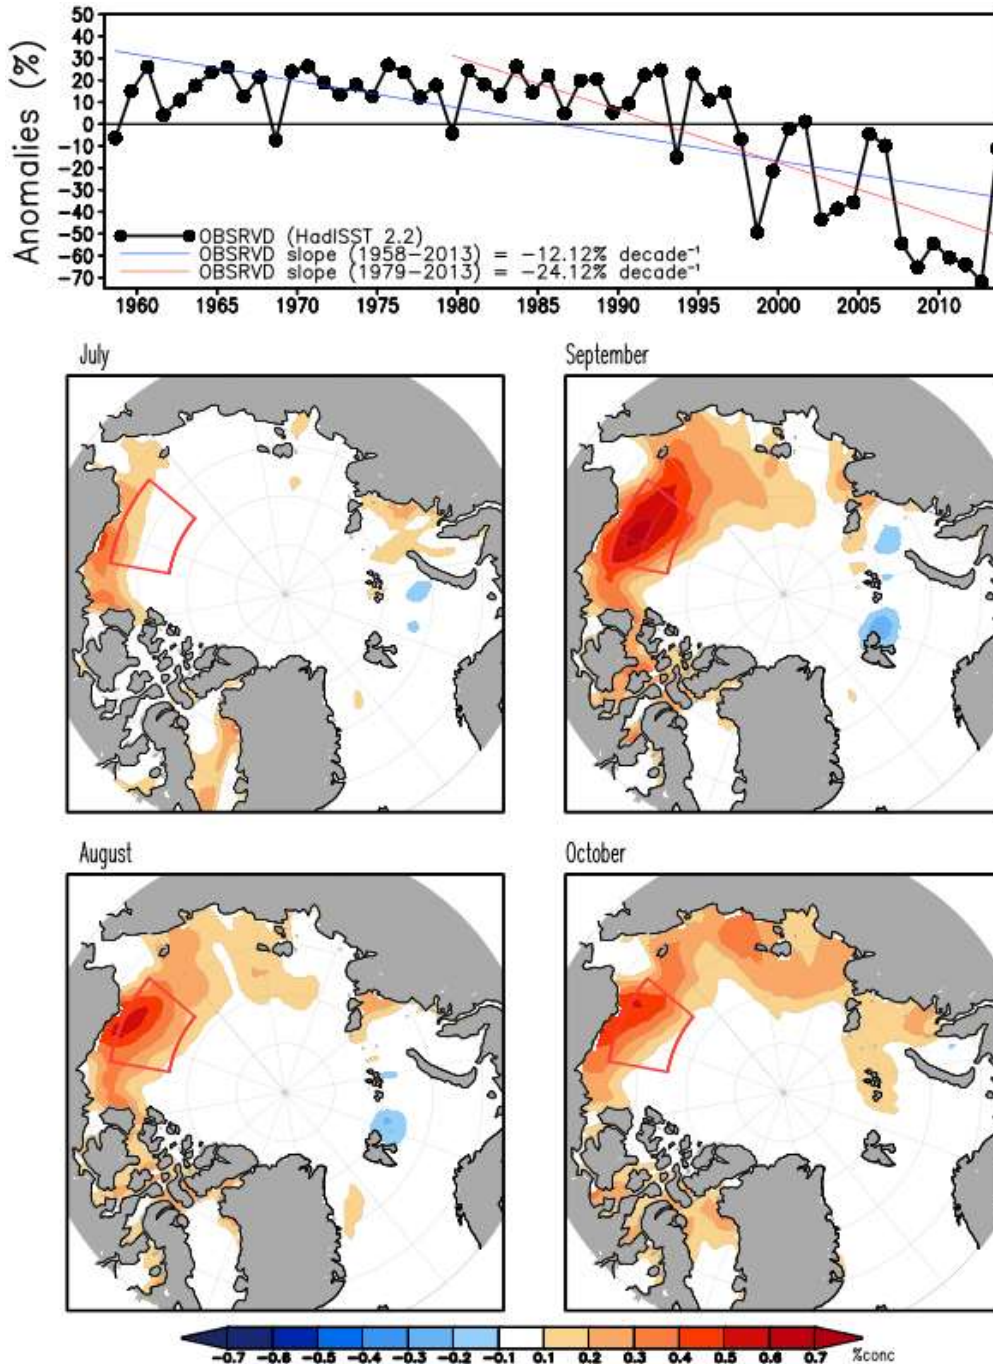 Anomalies (%)
50
40
30
20
10
0
-10
-20
-30
-40
-50
-60
-70
OBSRVD (HadISST 2.2)
OBSRVD slope (1958-2013) = -12.12% decade⁻¹
OBSRVD slope (1979-2013) = -24.12% decade⁻¹
1960 1965 1970 1975 1980 1985 1990 1995 2000 2005 2010
July
September
August
October
-0.7 -0.6 -0.5 -0.4 -0.3 -0.2 -0.1 0.1 0.2 0.3 0.4 0.5 0.6 0.7 %conc